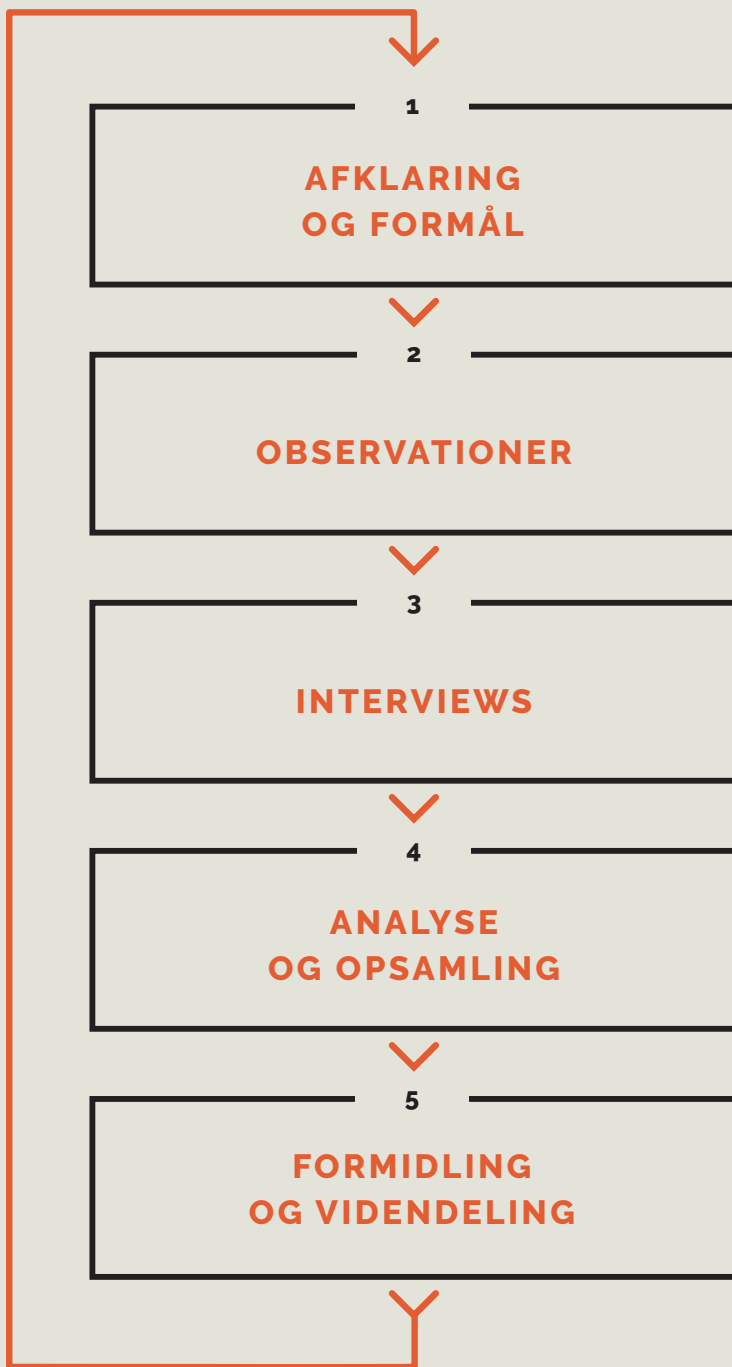 1
AFKLARING
OG FORMÅL
2
OBSERVATIONER
3
INTERVIEWS
4
ANALYSE
OG OPSAMLING
5
FORMIDLING
OG VIDENDELING